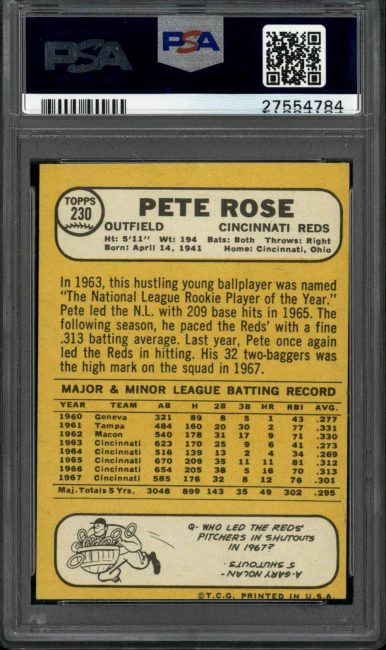 PSA
PSA
27554784
TOPPS
230
PETE ROSE
OUTFIELD CINCINNATI REDS
Ht: 5'11" Wt: 194 Bats: Both Throws: Right
Born: April 14, 1941 Home: Cincinnati, Ohio
In 1963, this hustling young ballplayer was named
"The National League Rookie Player of the Year."
Pete led the N.L. with 209 base hits in 1965. The
following season, he paced the Reds' with a fine
.313 batting average. Last year, Pete once again
led the Reds in hitting. His 32 two-baggers was
the high mark on the squad in 1967.
MAJOR & MINOR LEAGUE BATTING RECORD
YEAR TEAM AB H 2B 3B HR RBI AVG.
1960 Geneva 321 89 8 5 1 43 .277
1961 Tampa 484 160 20 30 2 77 .331
1962 Macon 540 178 31 17 9 71 .330
1963 Cincinnati 623 170 25 9 6 41 .273
1964 Cincinnati 516 139 13 2 4 34 .269
1965 Cincinnati 670 209 35 11 11 81 .312
1966 Cincinnati 654 205 38 5 16 70 .313
1967 Cincinnati 585 176 32 8 12 76 .301
Maj. Totals 5 Yrs. 3048 899 143 35 49 302 .295
Q- WHO LED THE REDS'
PITCHERS IN SHUTOUTS
IN 1967?
A-GARY NOLAN-
5 SHUTOUTS
©T.C.G. PRINTED IN U.S.A.